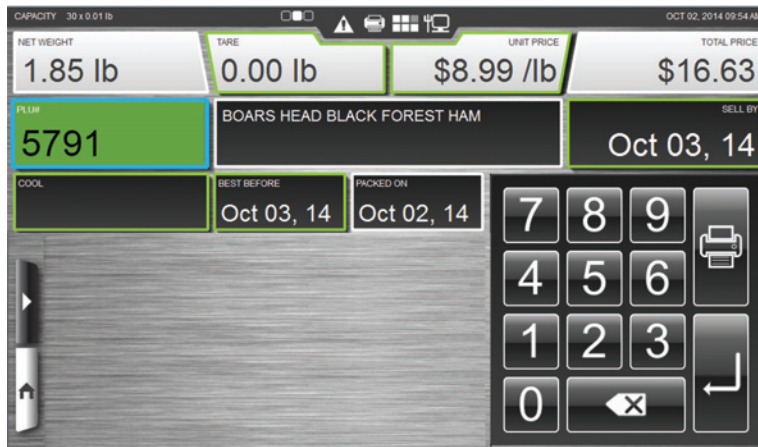 CAPACITY 30 x 0.01 lb
OCT 02, 2014 09:54 AM
NET WEIGHT
1.85 lb
TARE
0.00 lb
UNIT PRICE
$8.99 /lb
TOTAL PRICE
$16.63
PLU#
5791
BOARS HEAD BLACK FOREST HAM
SELL BY
Oct 03, 14
COOL
BEST BEFORE
Oct 03, 14
PACKED ON
Oct 02, 14
7 8 9
4 5 6
1 2 3
0